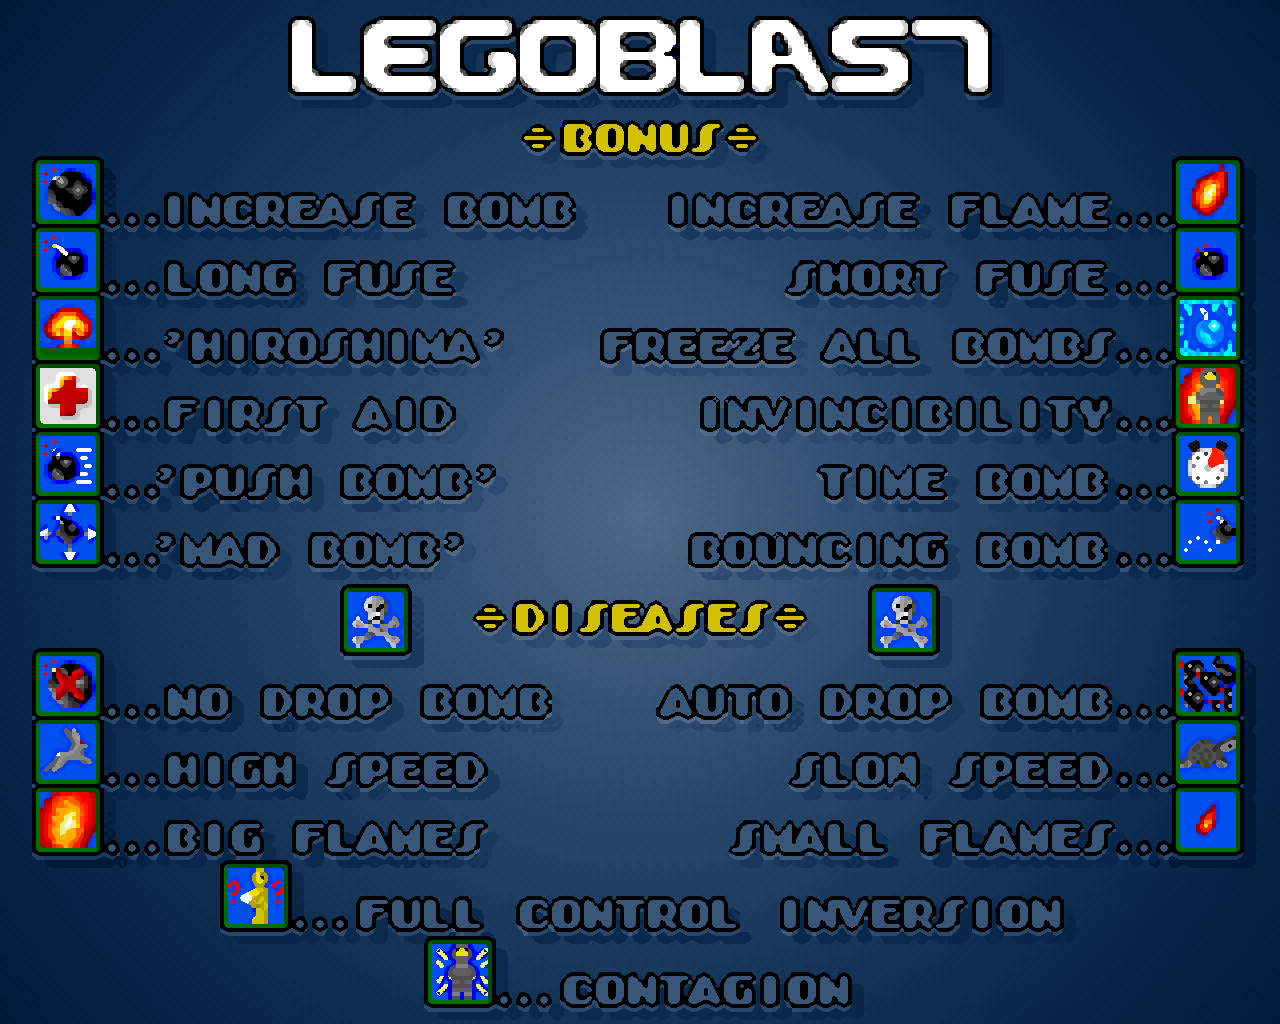 LEGOBLAST
÷BONUS÷
...INCREASE BOMB INCREASE FLAME...
...LONG FUSE SHORT FUSE...
...'HIROSHIMA' FREEZE ALL BOMBS...
...FIRST AID INVINCIBILITY...
...'PUSH BOMB' TIME BOMB...
...'MAD BOMB' BOUNCING BOMB...
÷DISEASES÷
...NO DROP BOMB AUTO DROP BOMB...
...HIGH SPEED SLOW SPEED...
...BIG FLAMES SMALL FLAMES...
...FULL CONTROL INVERSION
...CONTAGION